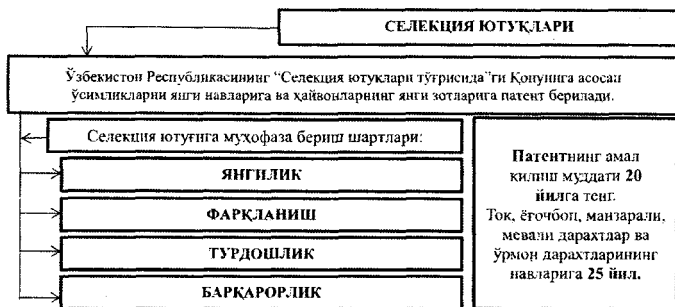 СЕЛЕКЦИЯ ЮТУҚЛАРИ
Ўзбекистон Республикасининг “Селекция ютуқлари тўғрисида”ги Қонунига асосан
ўсимликларни янги навларига ва ҳайвонларнинг янги зотларига патент берилади.
Селекция ютуғига муҳофаза бериш шартлари:
ЯНГИЛИК
ФАРҚЛАНИШ
ТУРДОШЛИК
БАРҚАРОРЛИК
Патентнинг амал
қилиш муддати 20
йилга тенг.
Ток, ёғочбоп, манзарали,
мевали дарахтлар ва
ўрмон дарахтларининг
навларига 25 йил.